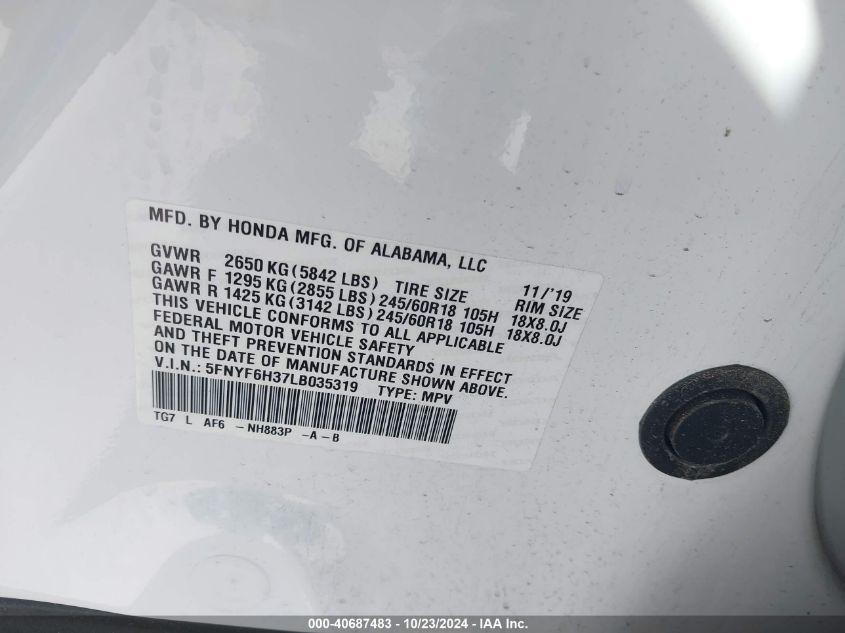 MFD. BY HONDA MFG. OF ALABAMA, LLC
GVWR 2650 KG (5842 LBS) TIRE SIZE 11/'19 RIM SIZE
GAWR F 1295 KG (2855 LBS) 245/60R18 105H 18X8.0J
GAWR R 1425 KG (3142 LBS) 245/60R18 105H 18X8.0J
THIS VEHICLE CONFORMS TO ALL APPLICABLE
FEDERAL MOTOR VEHICLE SAFETY
AND THEFT PREVENTION STANDARDS IN EFFECT
ON THE DATE OF MANUFACTURE SHOWN ABOVE.
V.I.N.: 5FNYF6H37LB035319 TYPE: MPV
TG7 L AF6 - NH883P - A - B
000-40687483 - 10/23/2024 - IAA Inc.